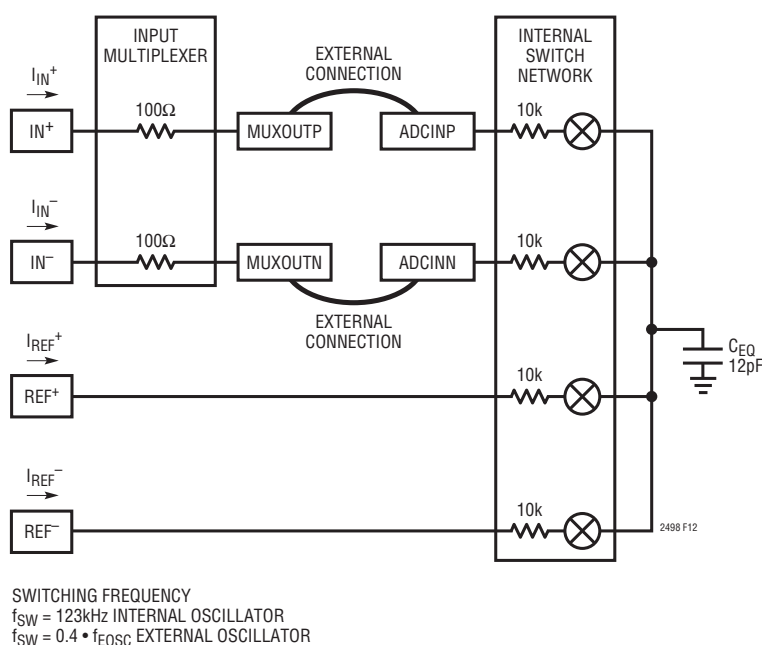 INPUT
MULTIPLEXER
EXTERNAL
CONNECTION
INTERNAL
SWITCH
NETWORK
IIN+
IN+
100Ω
MUXOUTP
ADCINP
10k
IIN–
IN–
100Ω
MUXOUTN
ADCINN
10k
EXTERNAL
CONNECTION
IREF+
REF+
10k
CEQ
12pF
IREF–
REF–
10k
2498 F12
SWITCHING FREQUENCY
fSW = 123kHz INTERNAL OSCILLATOR
fSW = 0.4 • fEOSC EXTERNAL OSCILLATOR